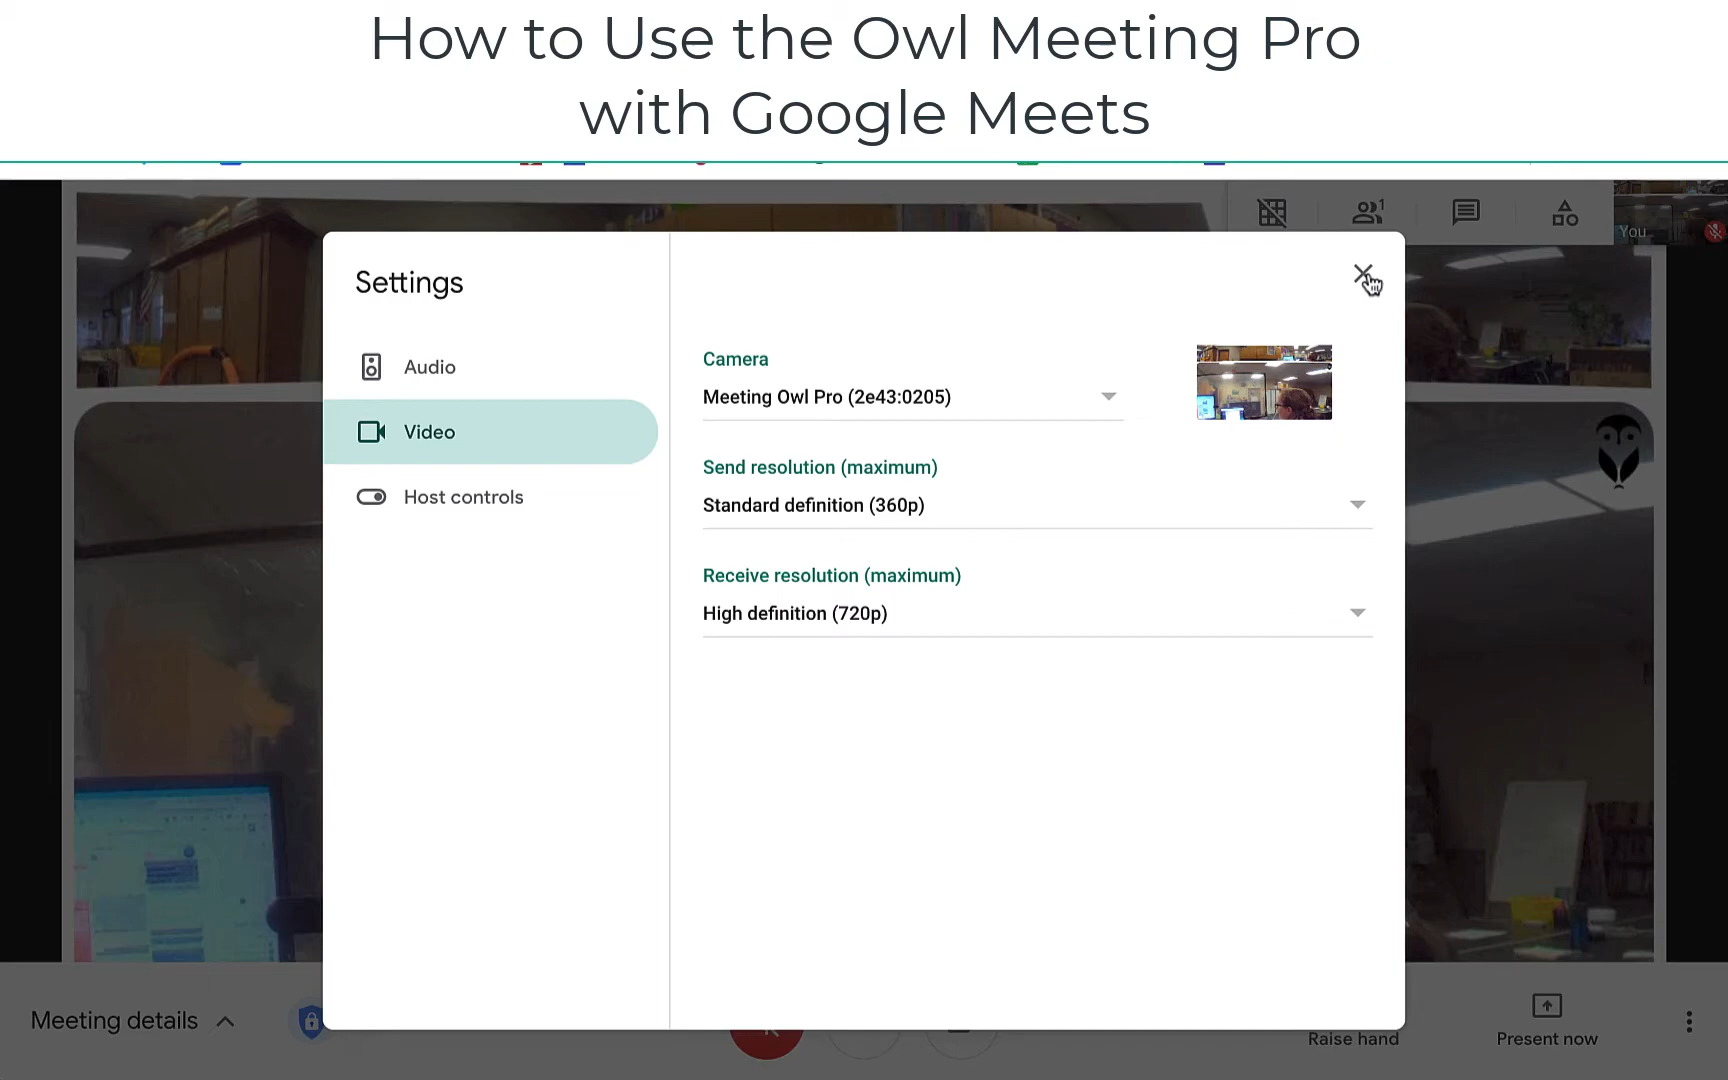 How to Use the Owl Meeting Pro
with Google Meets
1
You
Settings
Audio
Video
Host controls
Camera
Meeting Owl Pro (2e43:0205)
Send resolution (maximum)
Standard definition (360p)
Receive resolution (maximum)
High definition (720p)
Meeting details
Raise hand
Present now